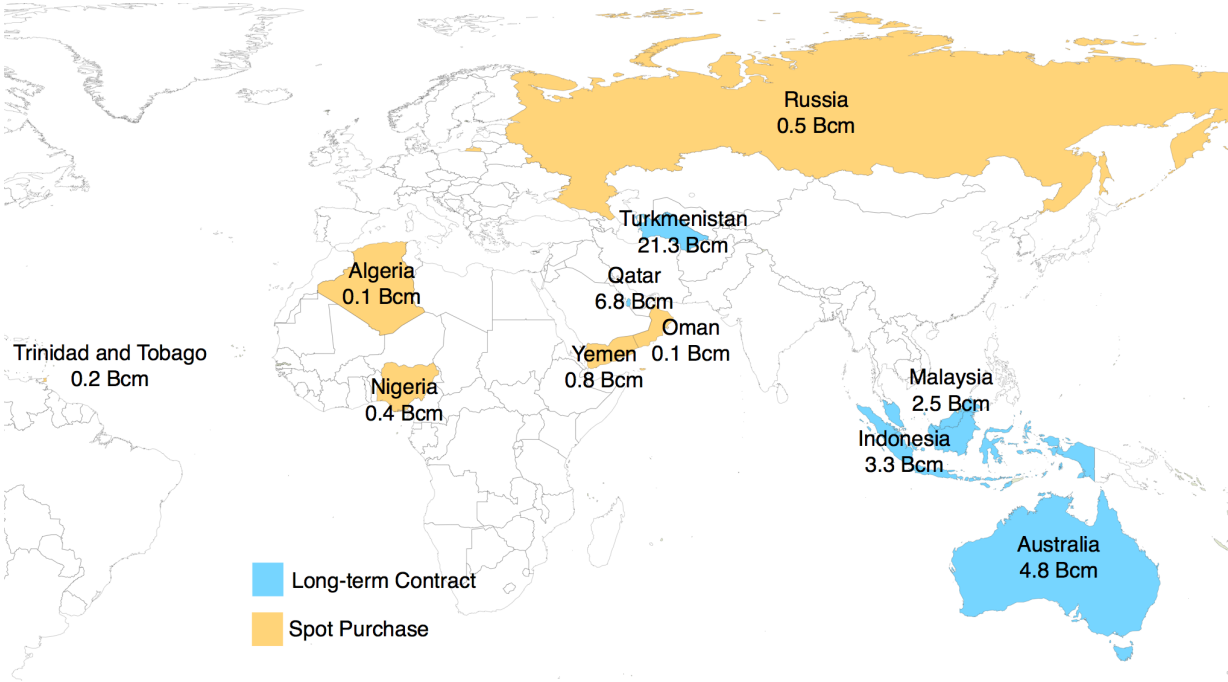 Russia
0.5 Bcm
Turkmenistan
21.3 Bcm
Algeria
0.1 Bcm
Qatar
6.8 Bcm
Oman
0.1 Bcm
Trinidad and Tobago
0.2 Bcm
Yemen
0.8 Bcm
Nigeria
0.4 Bcm
Malaysia
2.5 Bcm
Indonesia
3.3 Bcm
Australia
4.8 Bcm
Long-term Contract
Spot Purchase